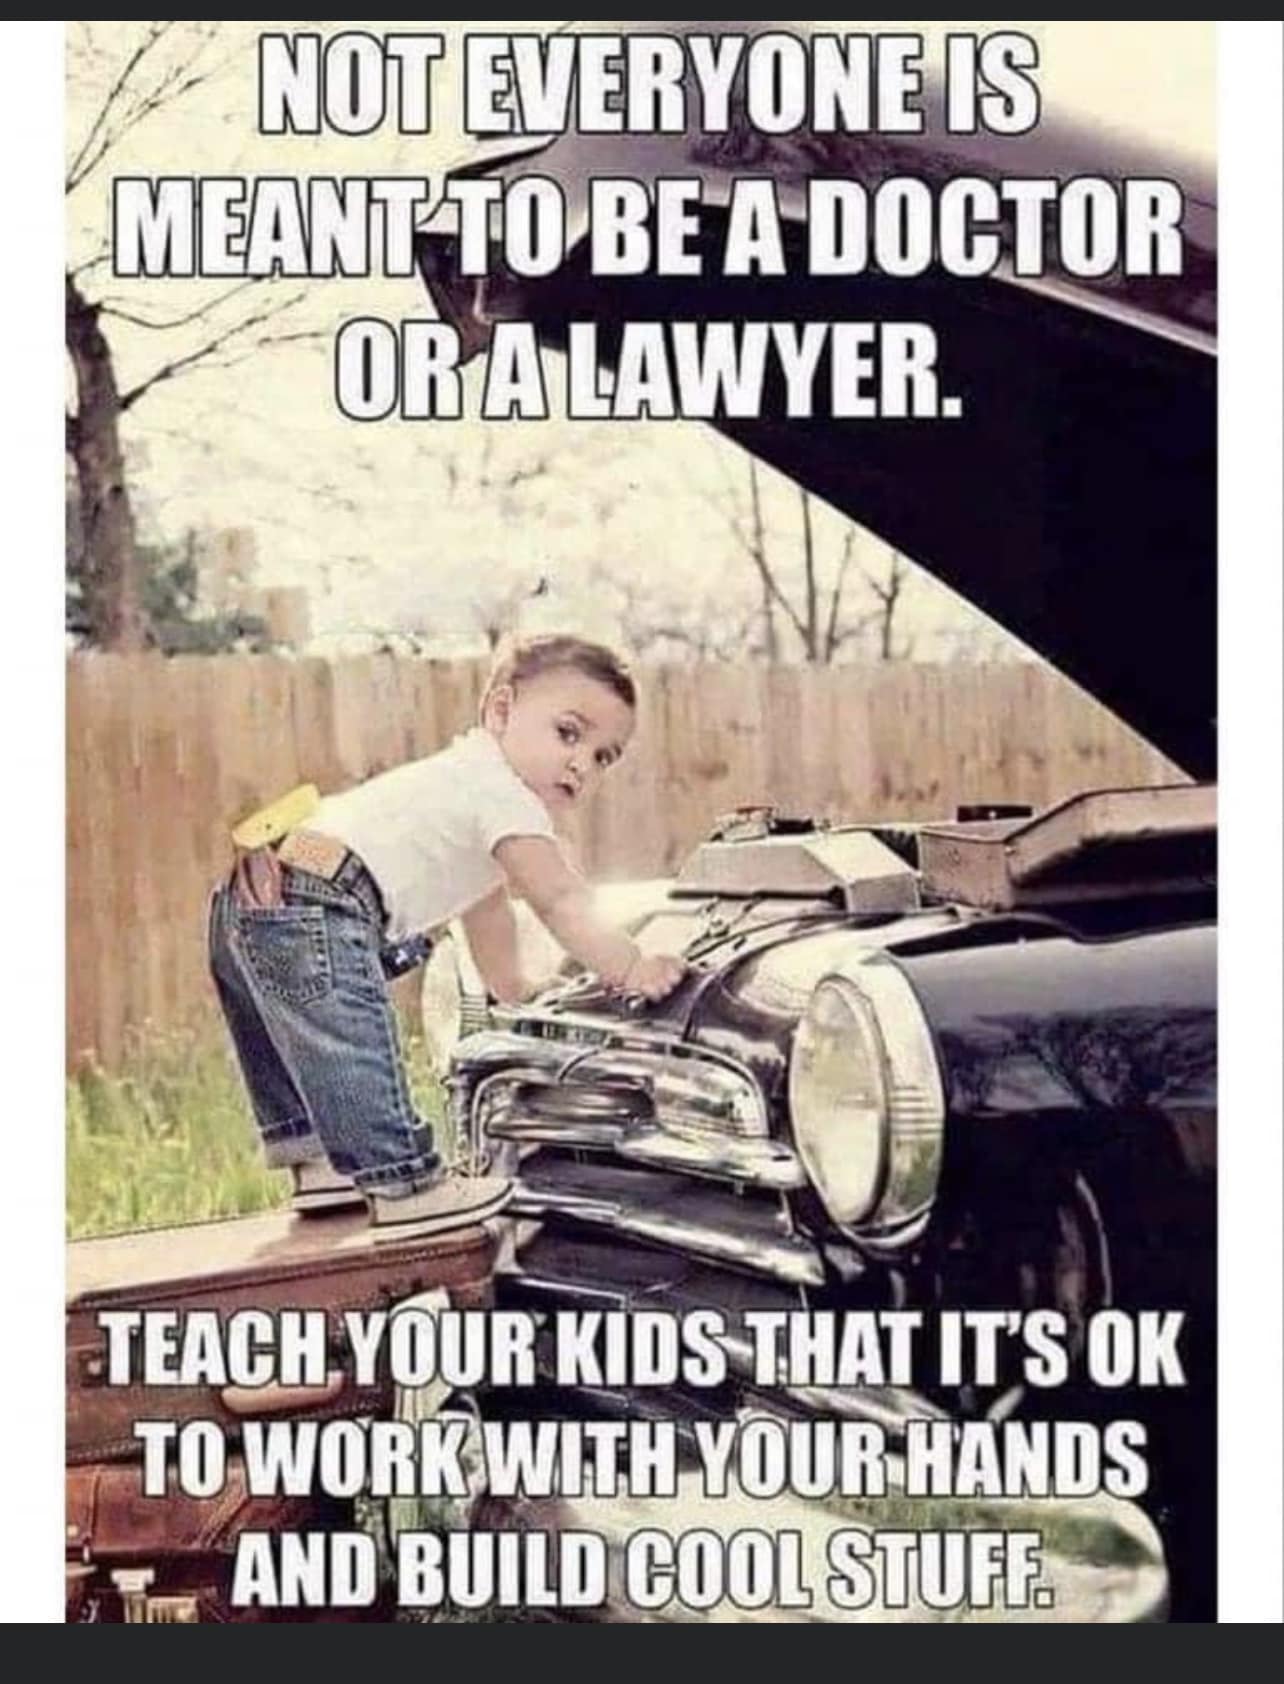 NOT EVERYONE IS
MEANT TO BE A DOCTOR
OR A LAWYER.
TEACH YOUR KIDS THAT IT'S OK
TO WORK WITH YOUR HANDS
AND BUILD COOL STUFF.